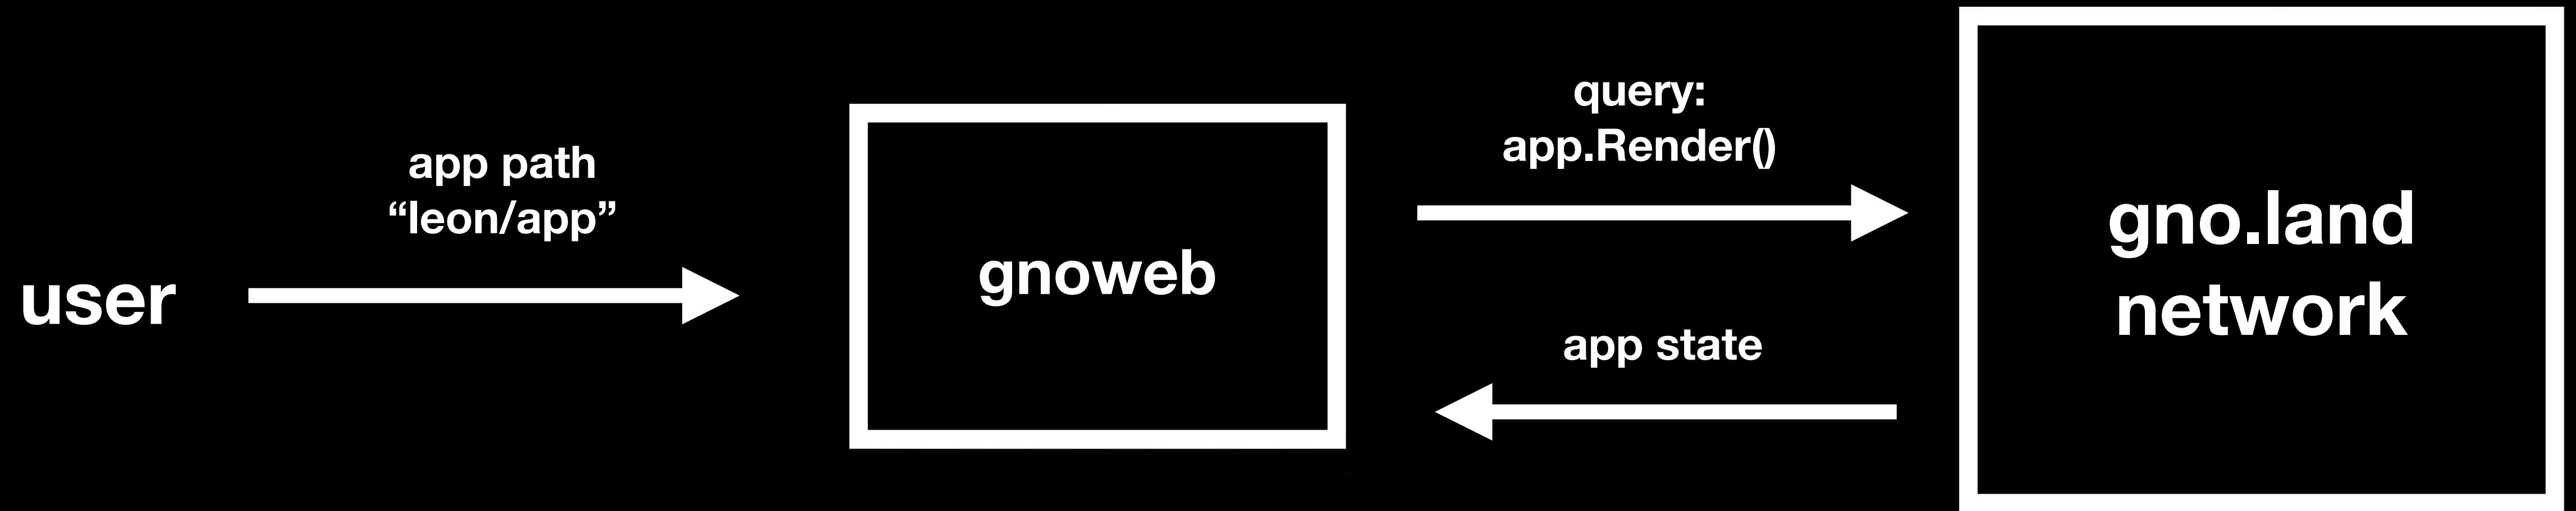 user
app path
“leon/app”
gnoweb
query:
app.Render()
app state
gno.land
network